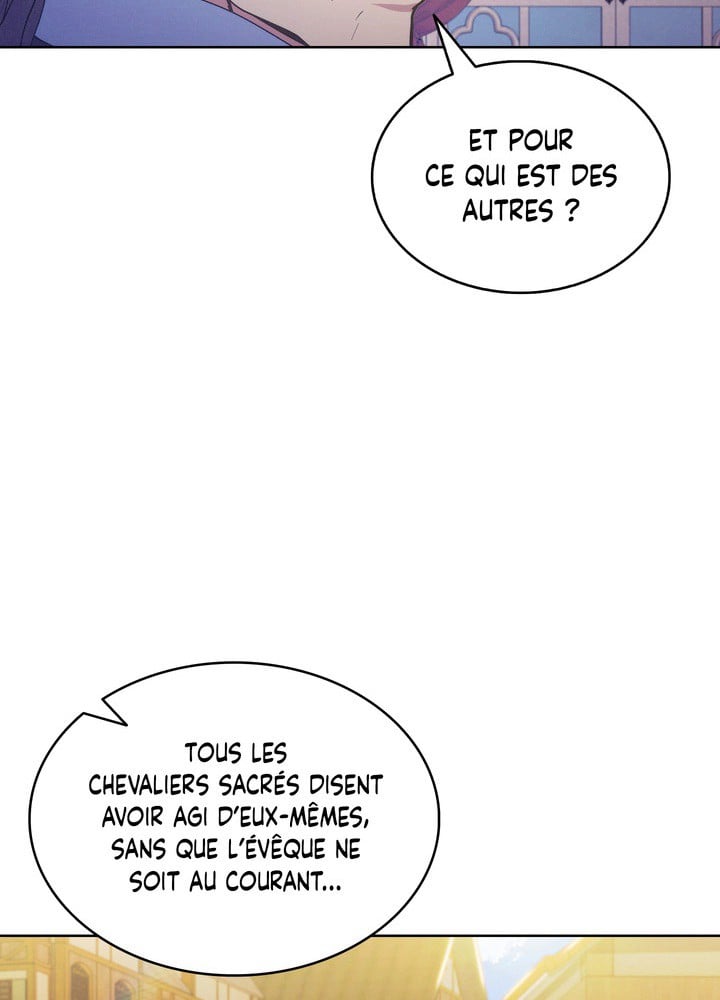 ET POUR
CE QUI EST DES
AUTRES ?
TOUS LES
CHEVALIERS SACRÉS DISENT
AVOIR AGI D'EUX-MÊMES,
SANS QUE L'ÉVÊQUE NE
SOIT AU COURANT...